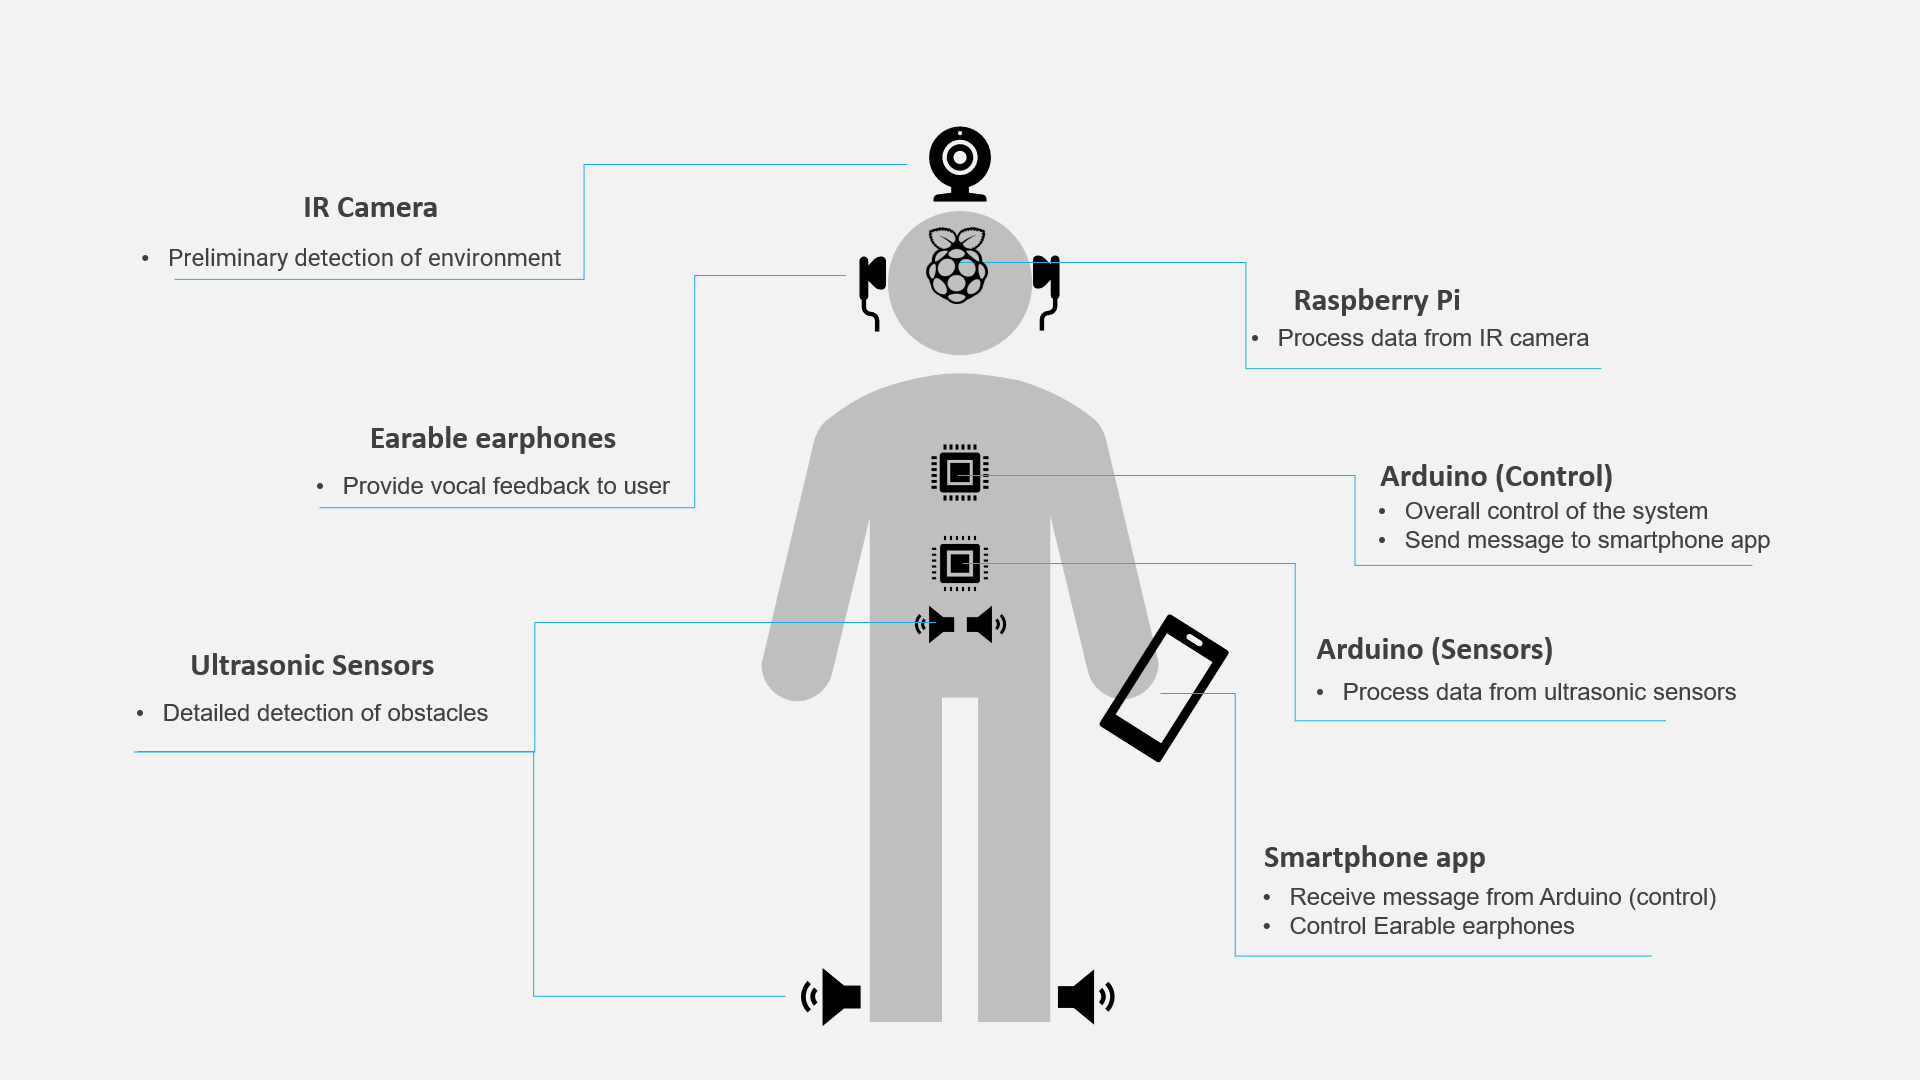 IR Camera
• Preliminary detection of environment
Earable earphones
• Provide vocal feedback to user
Ultrasonic Sensors
• Detailed detection of obstacles
Raspberry Pi
• Process data from IR camera
Arduino (Control)
• Overall control of the system
• Send message to smartphone app
Arduino (Sensors)
• Process data from ultrasonic sensors
Smartphone app
• Receive message from Arduino (control)
• Control Earable earphones